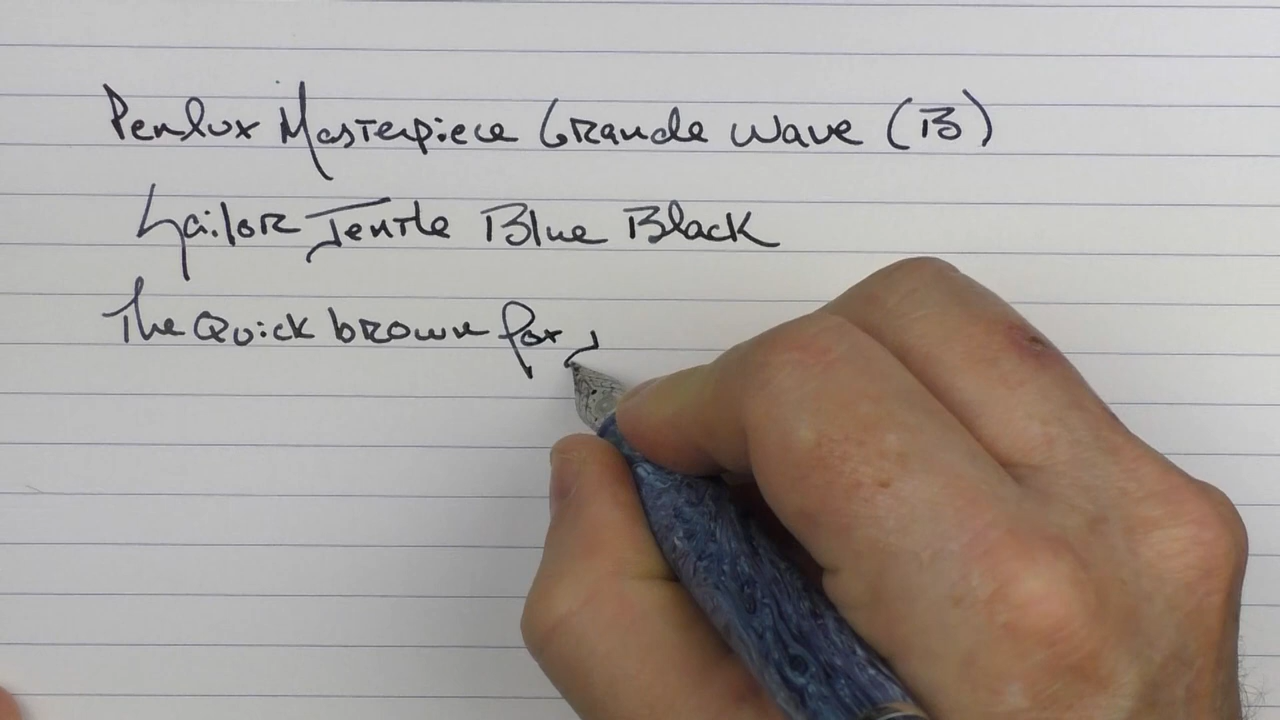 Penlux Masterpiece Grande Wave (B)
Sailor Jentle Blue Black
The Quick brown fox